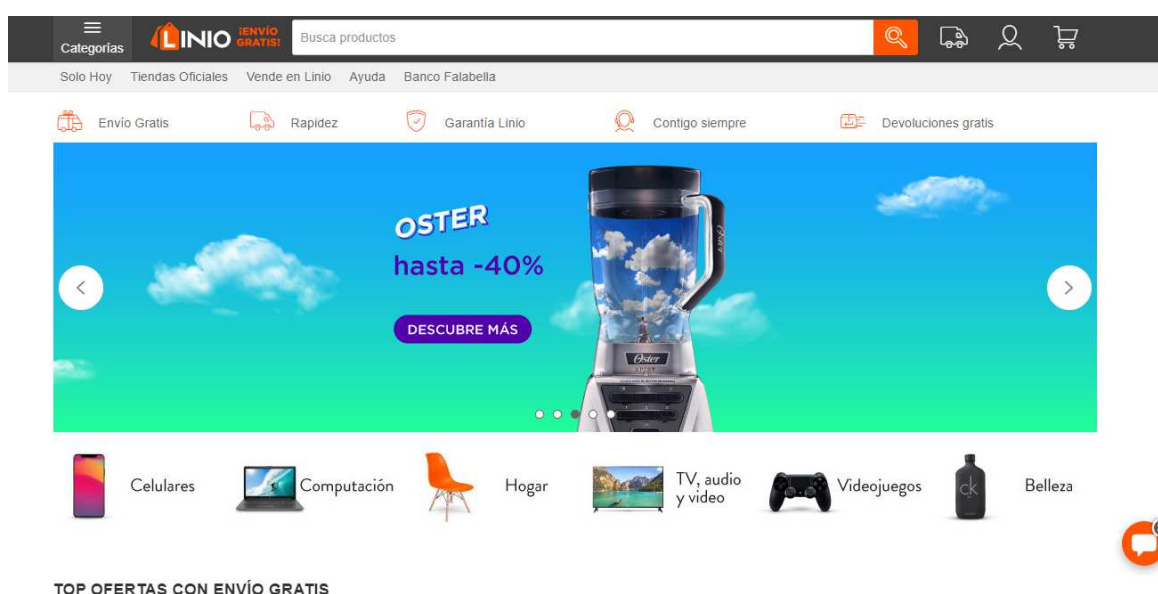 Categorías
LINIO
¡ENVÍO
GRATIS!
Busca productos
Solo Hoy Tiendas Oficiales Vende en Linio Ayuda Banco Falabella
Envío Gratis Rapidez Garantía Linio Contigo siempre Devoluciones gratis
OSTER
hasta -40%
DESCUBRE MÁS
Oster
Celulares Computación Hogar TV, audio
y video Videojuegos Belleza
ck
TOP OFERTAS CON ENVÍO GRATIS